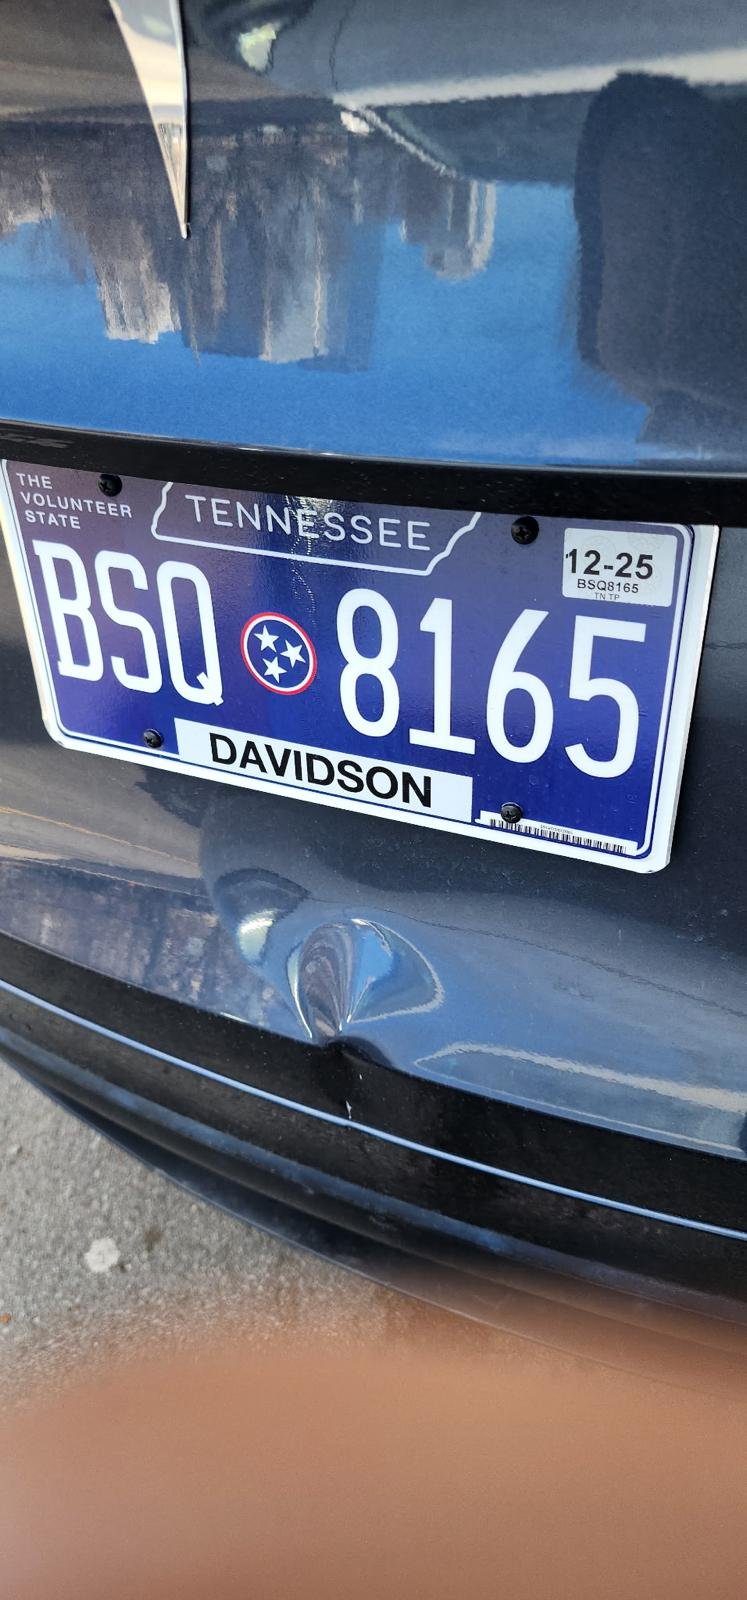 THE
VOLUNTEER
STATE
TENNESSEE
12-25
BSQ8165
TN TP
BSQ 8165
DAVIDSON